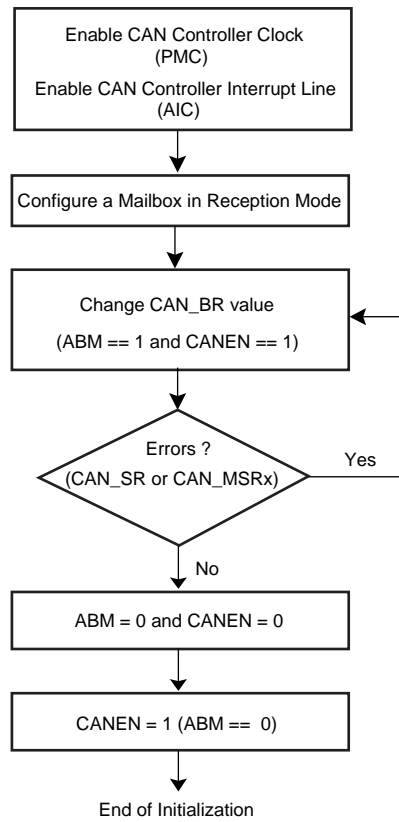 Enable CAN Controller Clock
(PMC)
Enable CAN Controller Interrupt Line
(AIC)
Configure a Mailbox in Reception Mode
Change CAN_BR value
(ABM == 1 and CANEN == 1)
Errors ?
(CAN_SR or CAN_MSRx)
Yes
No
ABM = 0 and CANEN = 0
CANEN = 1 (ABM == 0)
End of Initialization